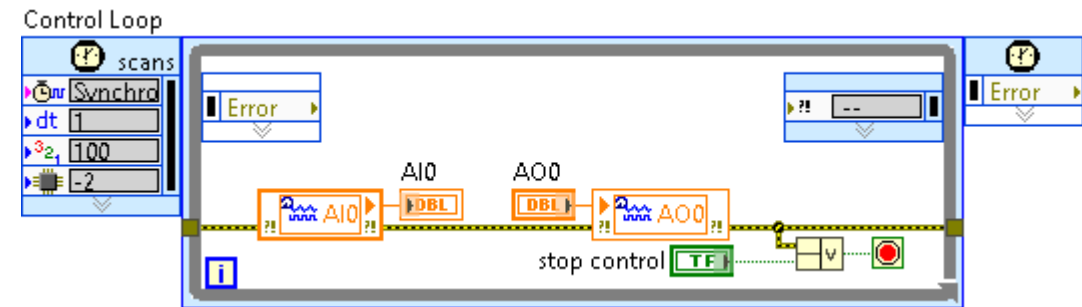 Control Loop
scans
Synchro
dt 1
321 100
-2
Error
?! --
Error
AI0
AO0
?! AI0 ?!
DBL
DBL
?! AO0 ?!
stop control TF
v
i